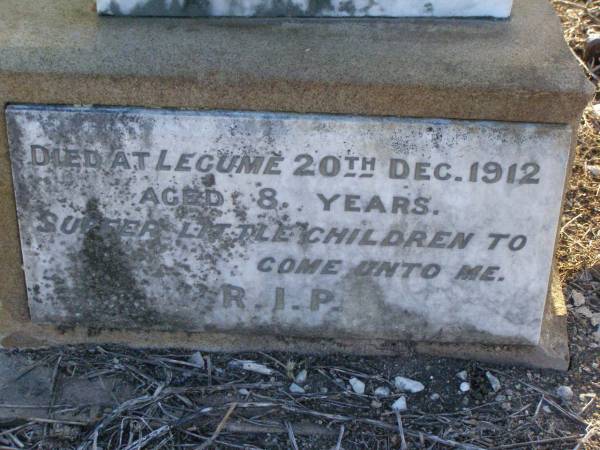 DIED AT LEGUME 20TH DEC. 1912
AGED 8 YEARS.
SUFFER LITTLE CHILDREN TO
COME UNTO ME.
R.I.P.